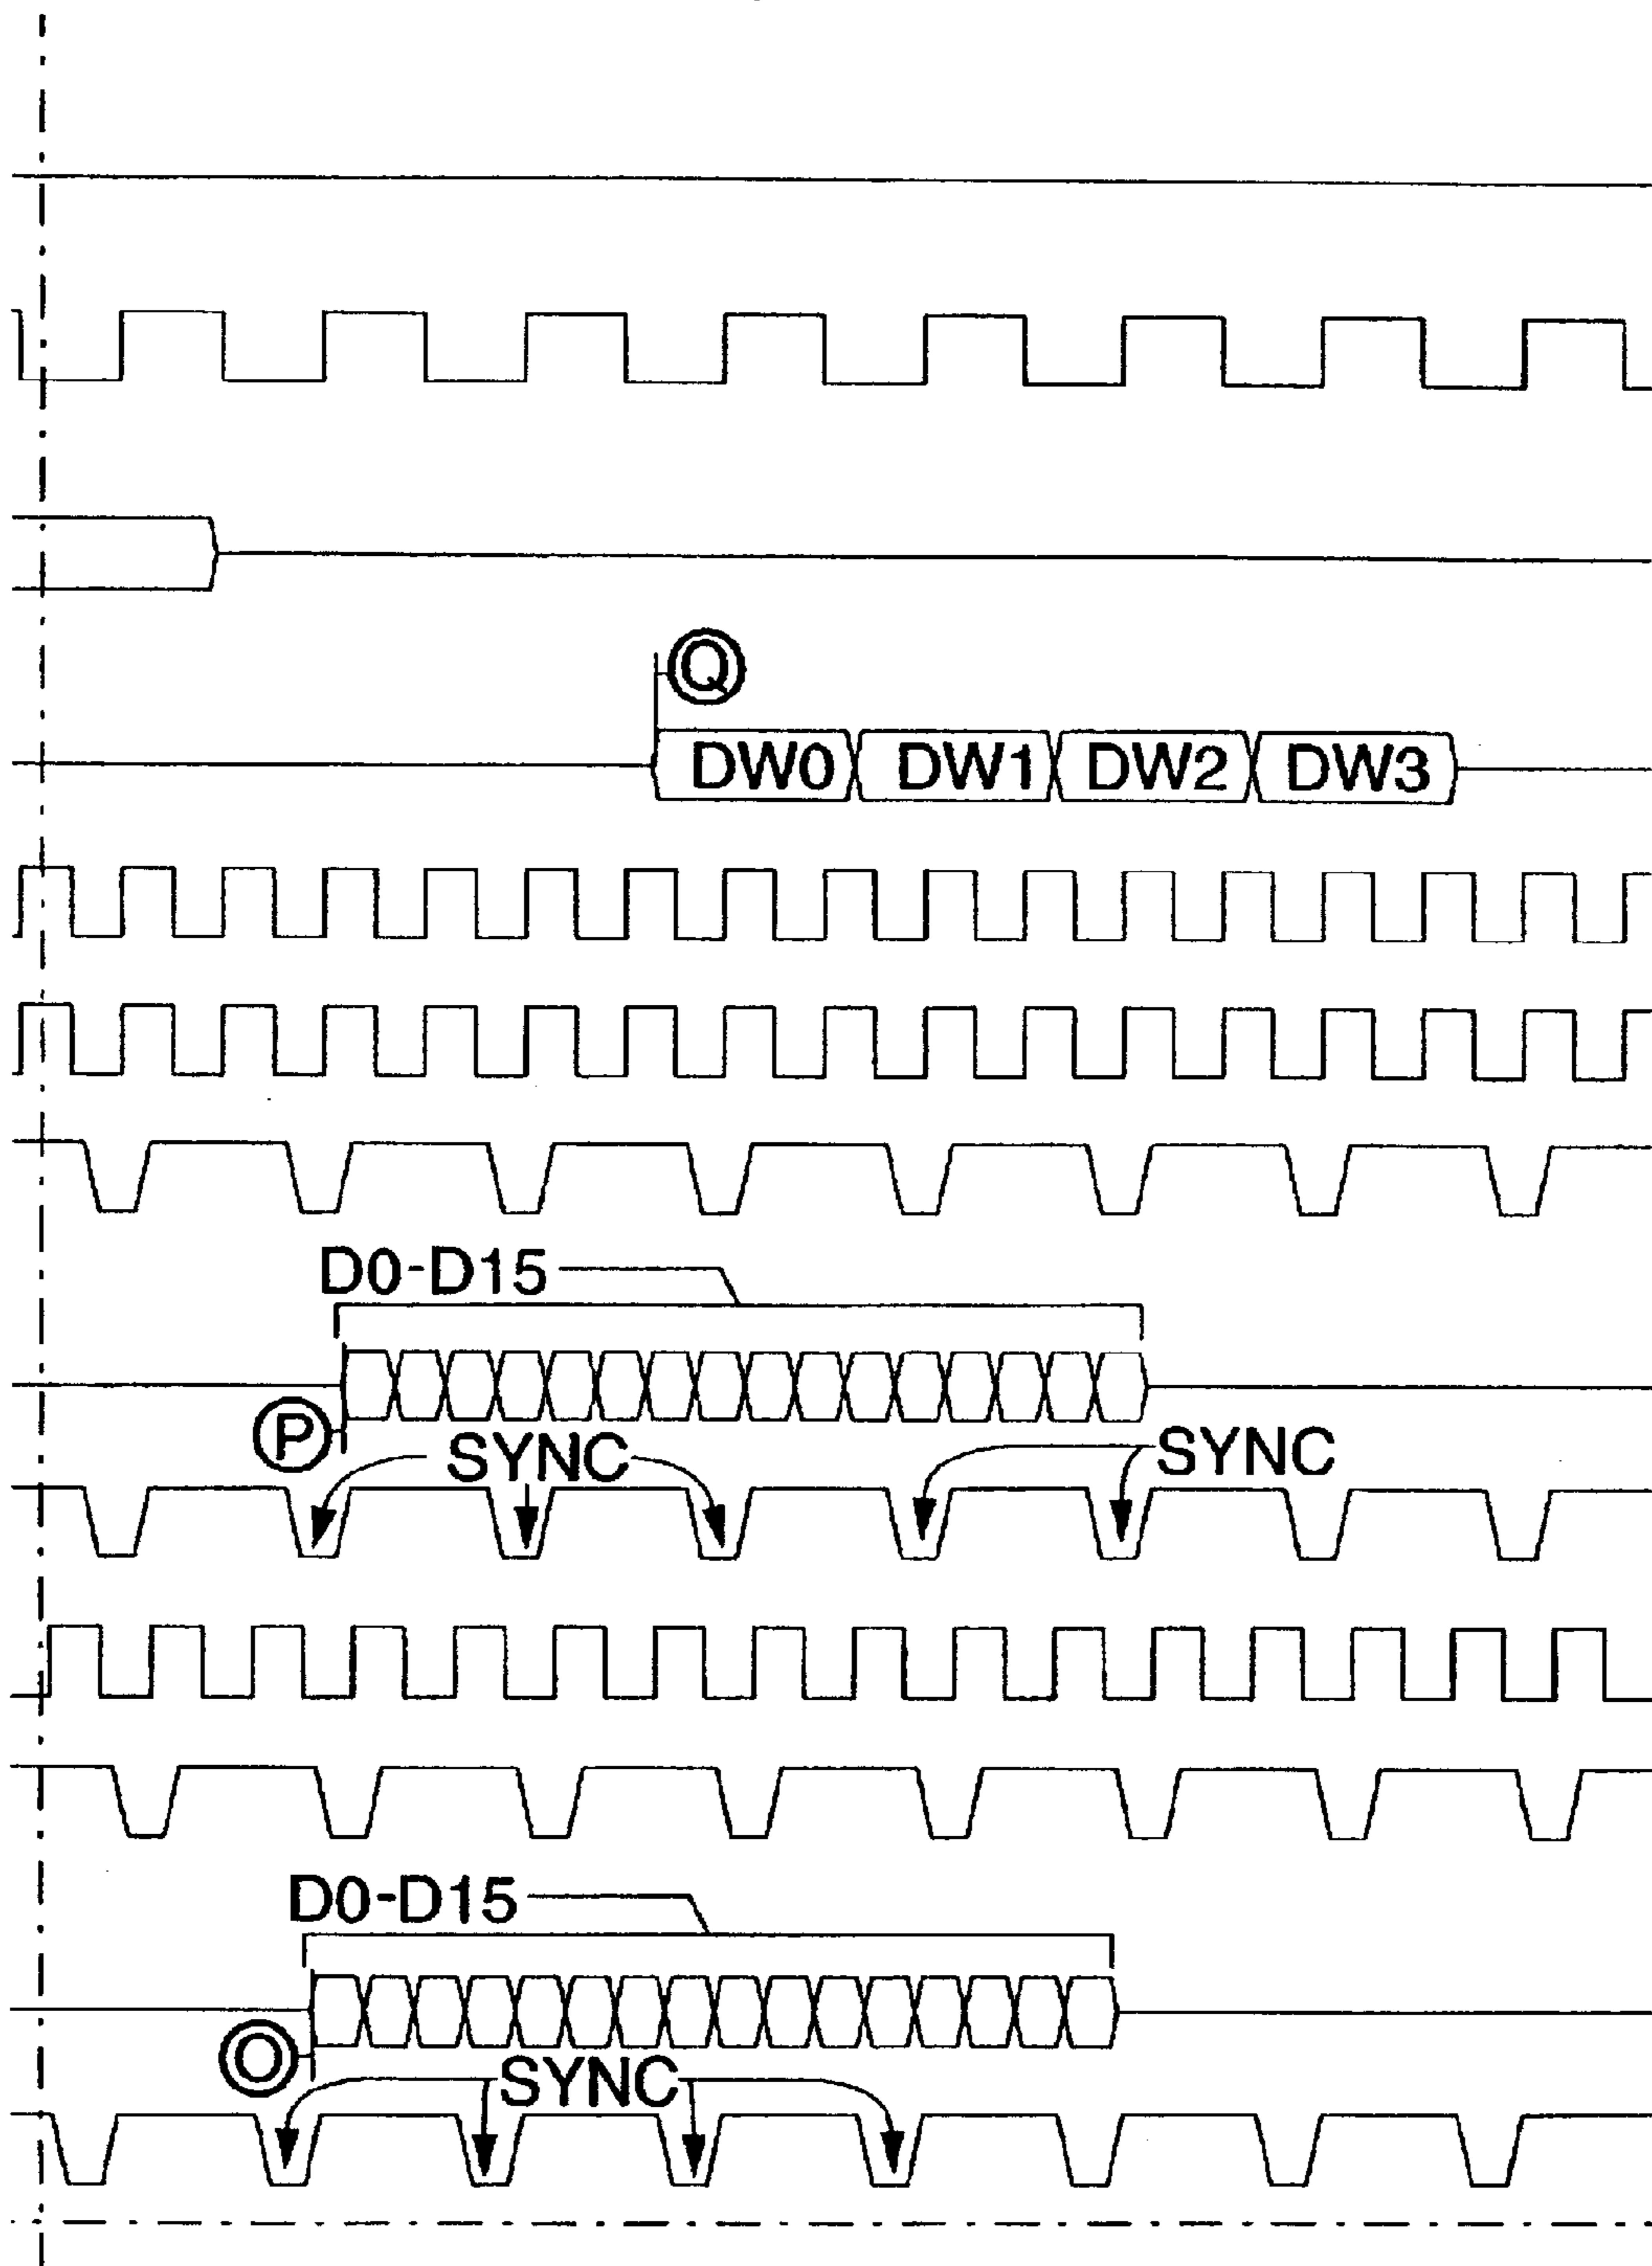 Q
DW0 DW1 DW2 DW3
D0-D15
P
SYNC SYNC
D0-D15
O
SYNC